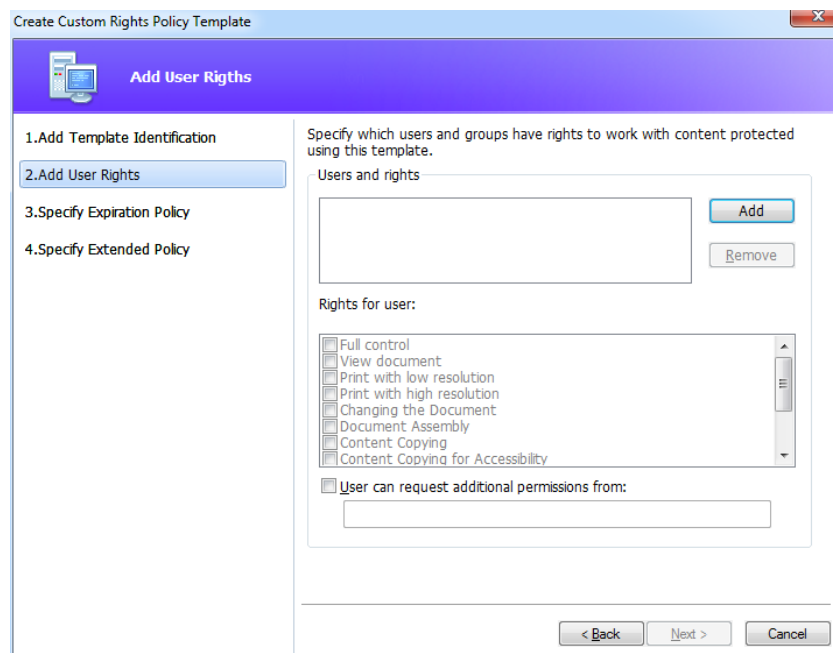 Create Custom Rights Policy Template
X
Add User Rigths
1.Add Template Identification
2.Add User Rights
3.Specify Expiration Policy
4.Specify Extended Policy
Specify which users and groups have rights to work with content protected
using this template.
Users and rights
Add
Remove
Rights for user:
Full control
View document
Print with low resolution
Print with high resolution
Changing the Document
Document Assembly
Content Copying
Content Copying for Accessibility
User can request additional permissions from:
< Back
Next >
Cancel